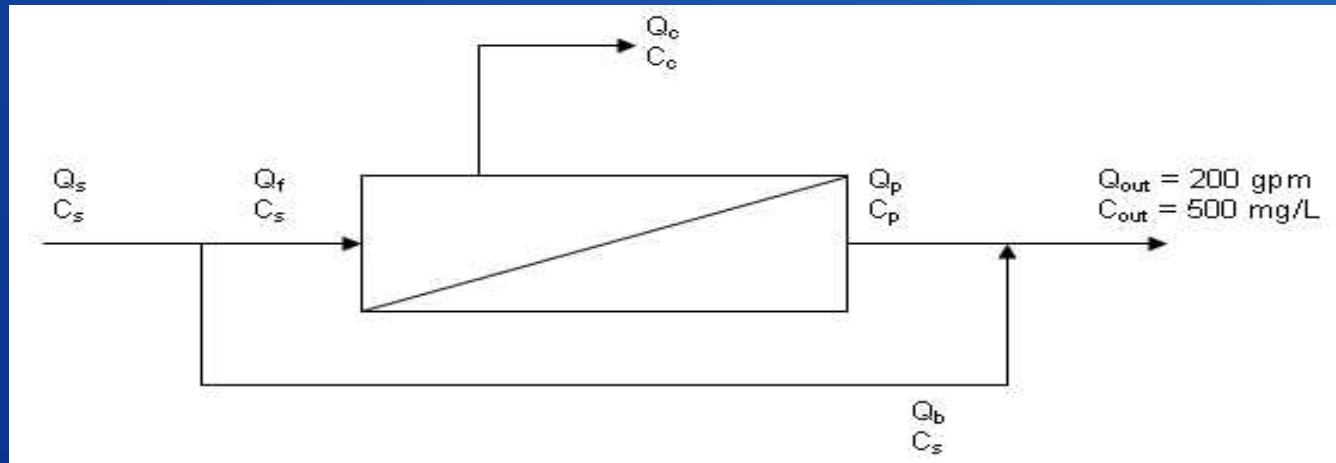 Qc
Cc
Qs
Cs
Qf
Cs
Qp
Cp
Qout = 200 gpm
Cout = 500 mg/L
Qb
Cs